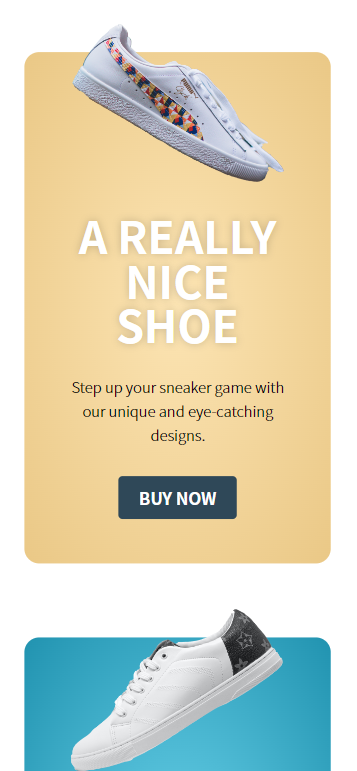 A REALLY
NICE
SHOE
Step up your sneaker game with
our unique and eye-catching
designs.
BUY NOW